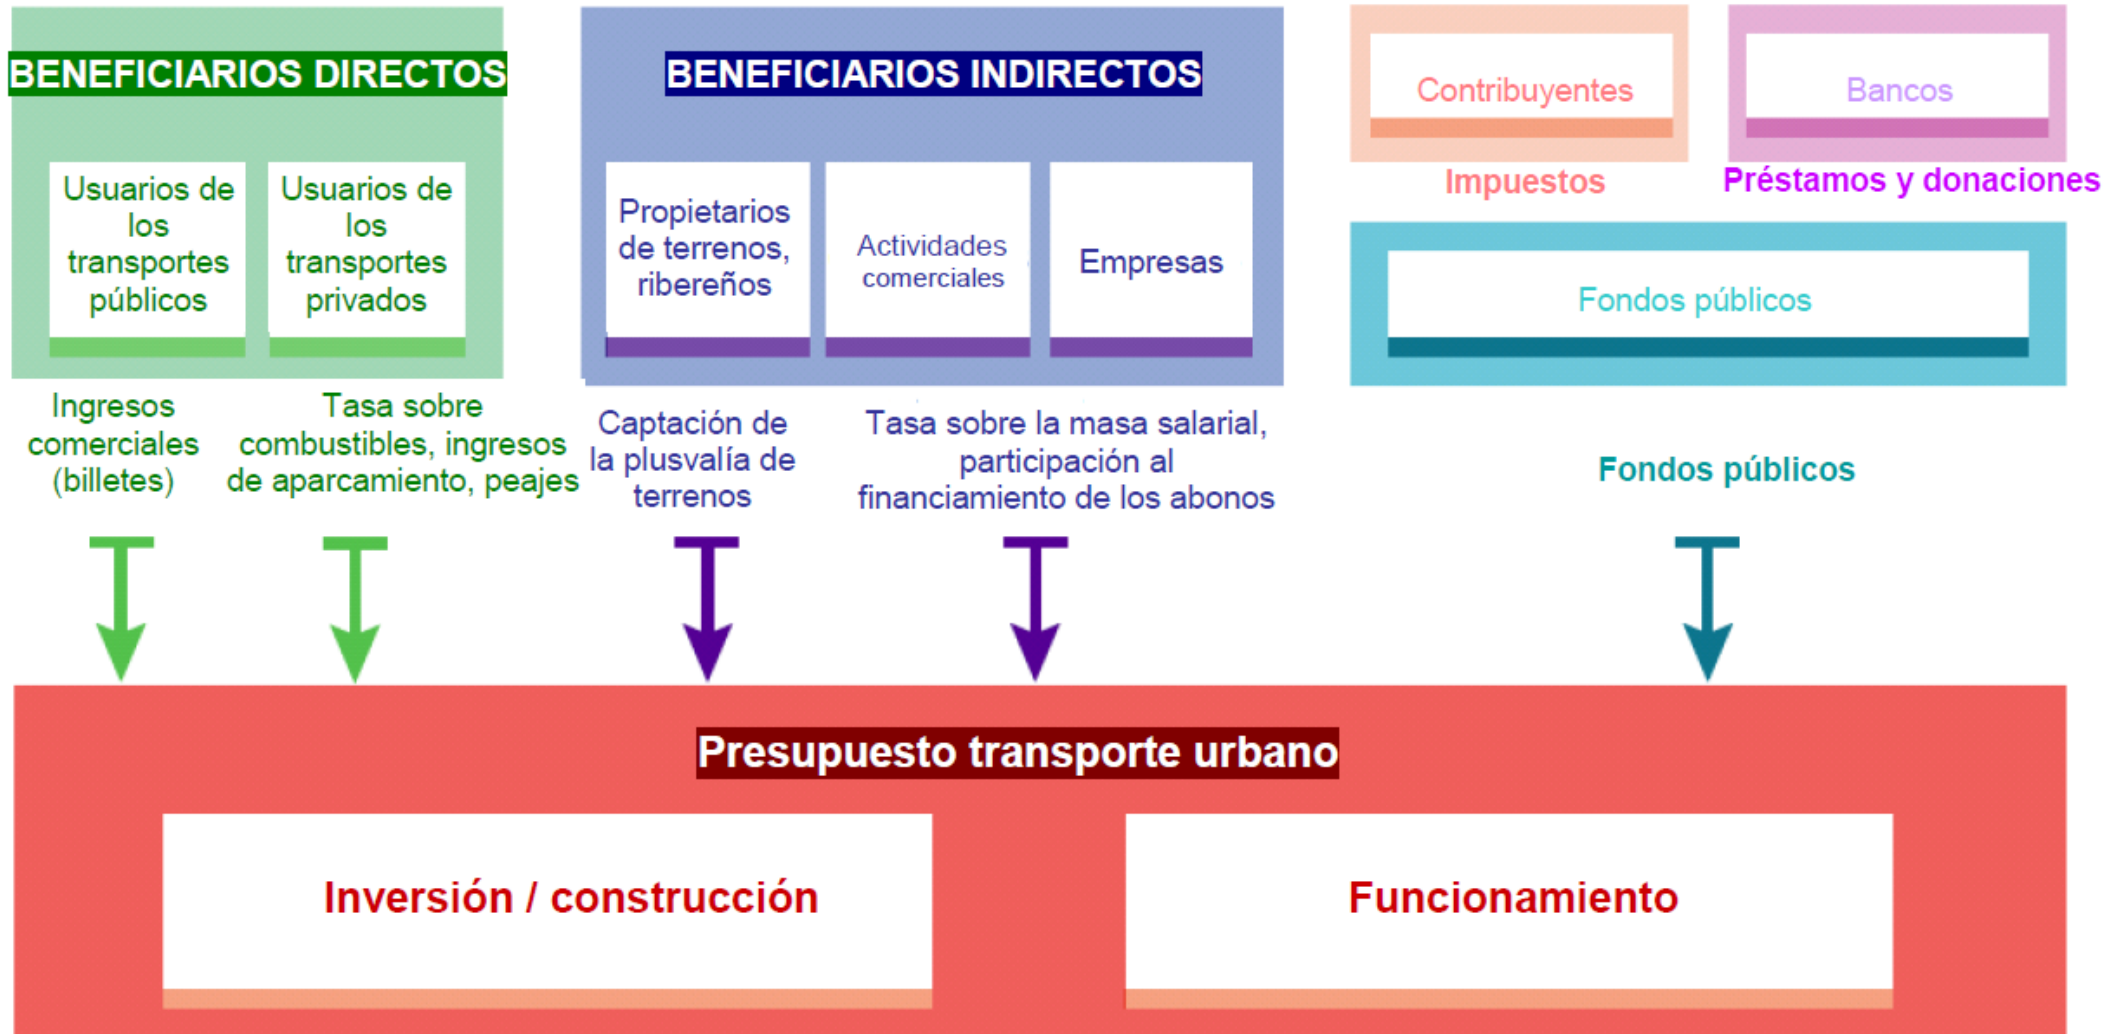 BENEFICIARIOS DIRECTOS
Usuarios de
los
transportes
públicos
Usuarios de
los
transportes
privados
Ingresos
comerciales
(billetes)
Tasa sobre
combustibles, ingresos
de aparcamiento, peajes
BENEFICIARIOS INDIRECTOS
Propietarios
de terrenos,
ribereños
Actividades
comerciales
Empresas
Captación de
la plusvalía de
terrenos
Tasa sobre la masa salarial,
participación al
financiamiento de los abonos
Contribuyentes
Impuestos
Bancos
Préstamos y donaciones
Fondos públicos
Fondos públicos
Presupuesto transporte urbano
Inversión / construcción
Funcionamiento